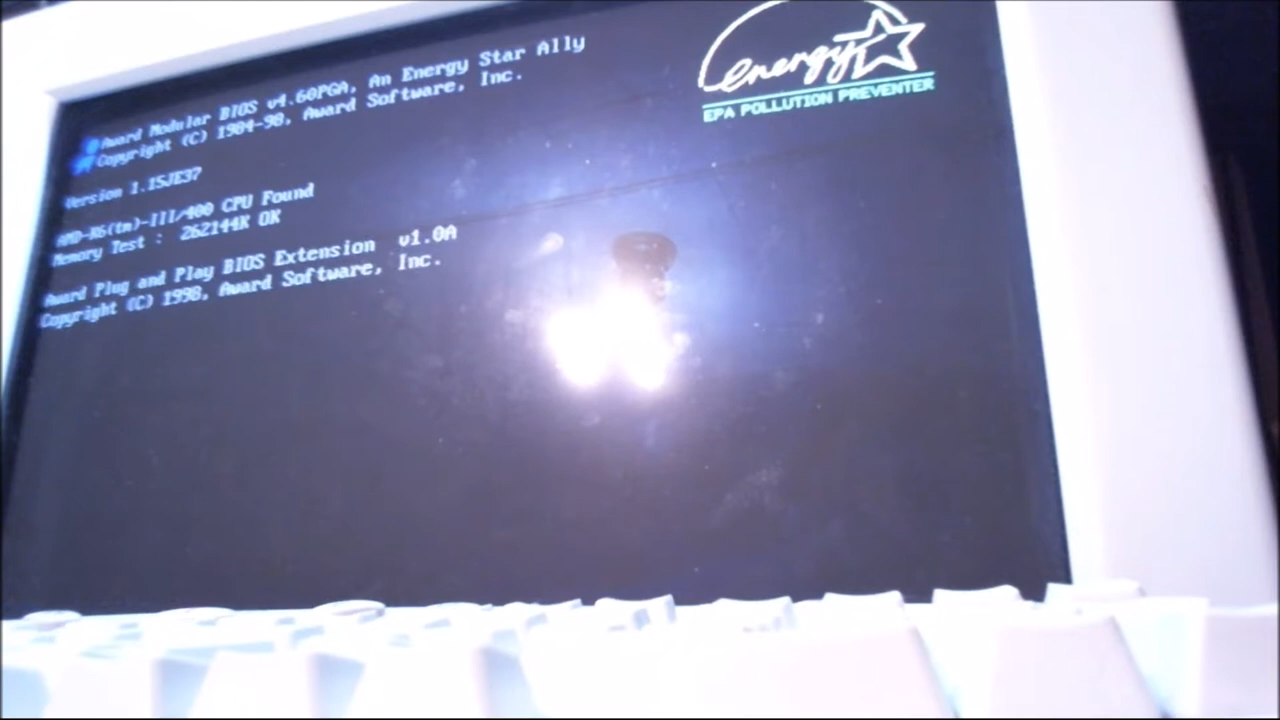 Award Modular BIOS v4.60PGA, An Energy Star Ally
Copyright (C) 1984-98, Award Software, Inc.
Version 1.15JE37
AMD-K6(tm)-III/400 CPU Found
Memory Test : 262144K OK
Award Plug and Play BIOS Extension v1.0A
Copyright (C) 1998, Award Software, Inc.
energy
EPA POLLUTION PREVENTER